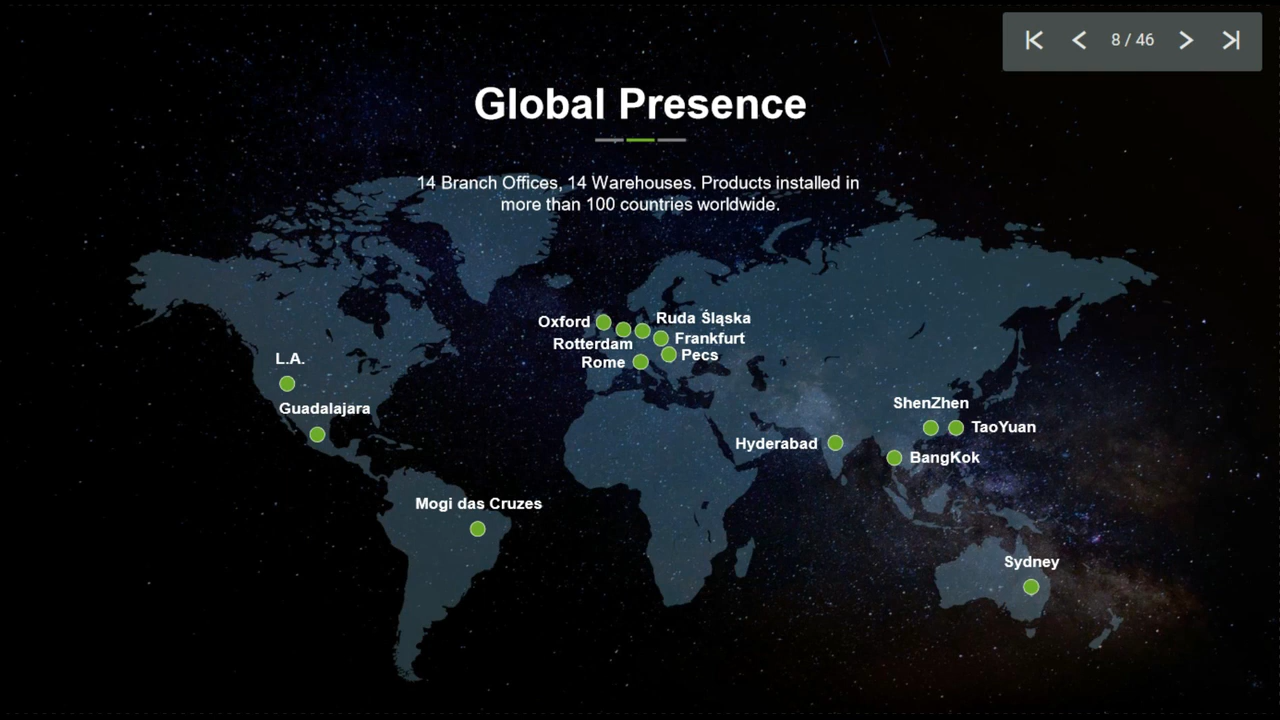 8 / 46
Global Presence
14 Branch Offices, 14 Warehouses. Products installed in
more than 100 countries worldwide.
Oxford
Ruda Śląska
Rotterdam
Frankfurt
Rome
Pecs
L.A.
Guadalajara
ShenZhen
TaoYuan
Hyderabad
BangKok
Mogi das Cruzes
Sydney